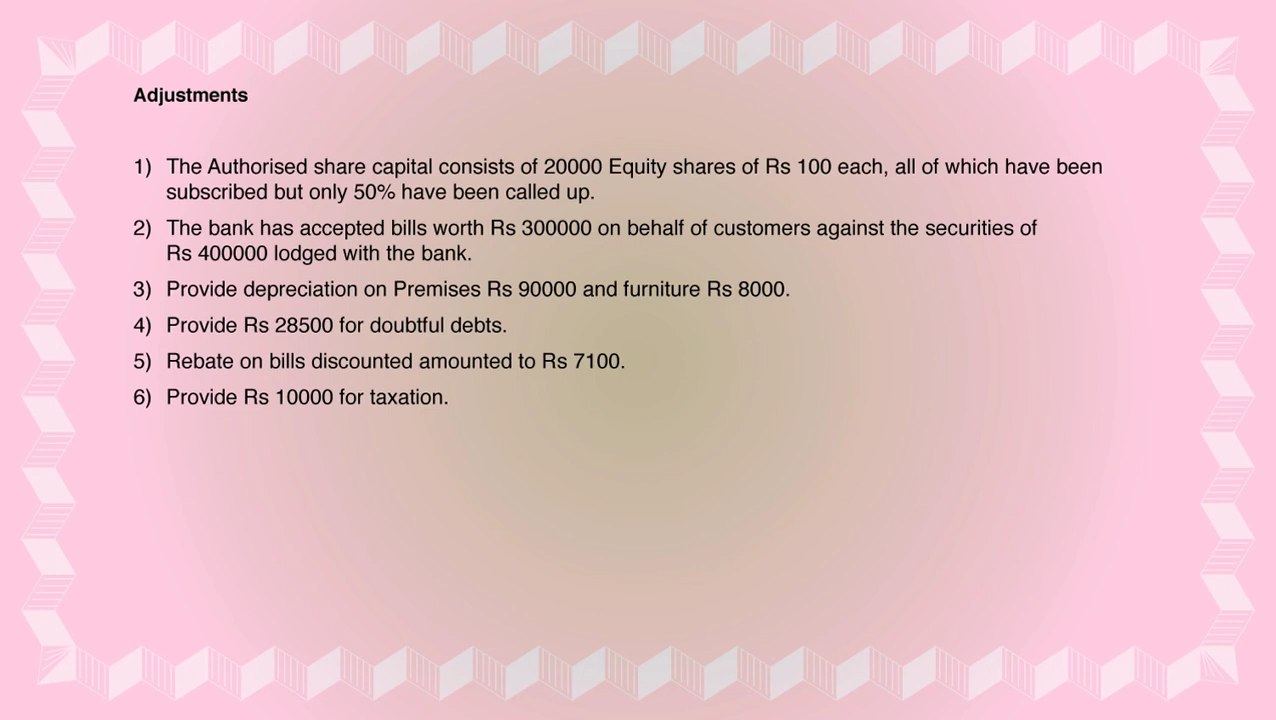 Adjustments
1) The Authorised share capital consists of 20000 Equity shares of Rs 100 each, all of which have been
subscribed but only 50% have been called up.
2) The bank has accepted bills worth Rs 300000 on behalf of customers against the securities of
Rs 400000 lodged with the bank.
3) Provide depreciation on Premises Rs 90000 and furniture Rs 8000.
4) Provide Rs 28500 for doubtful debts.
5) Rebate on bills discounted amounted to Rs 7100.
6) Provide Rs 10000 for taxation.